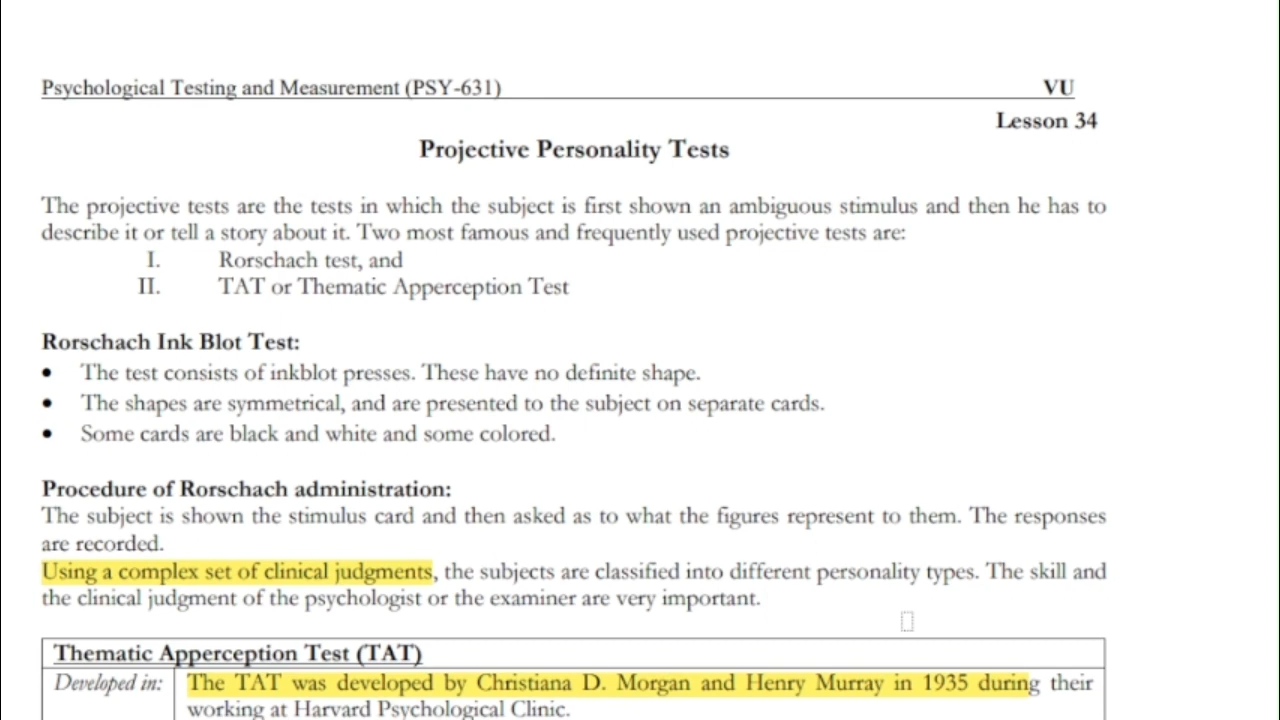 Psychological Testing and Measurement (PSY-631) VU
Lesson 34
Projective Personality Tests
The projective tests are the tests in which the subject is first shown an ambiguous stimulus and then he has to
describe it or tell a story about it. Two most famous and frequently used projective tests are:
I. Rorschach test, and
II. TAT or Thematic Apperception Test
Rorschach Ink Blot Test:
• The test consists of inkblot presses. These have no definite shape.
• The shapes are symmetrical, and are presented to the subject on separate cards.
• Some cards are black and white and some colored.
Procedure of Rorschach administration:
The subject is shown the stimulus card and then asked as to what the figures represent to them. The responses
are recorded.
Using a complex set of clinical judgments, the subjects are classified into different personality types. The skill and
the clinical judgment of the psychologist or the examiner are very important.
Thematic Apperception Test (TAT)
Developed in: The TAT was developed by Christiana D. Morgan and Henry Murray in 1935 during their
working at Harvard Psychological Clinic.